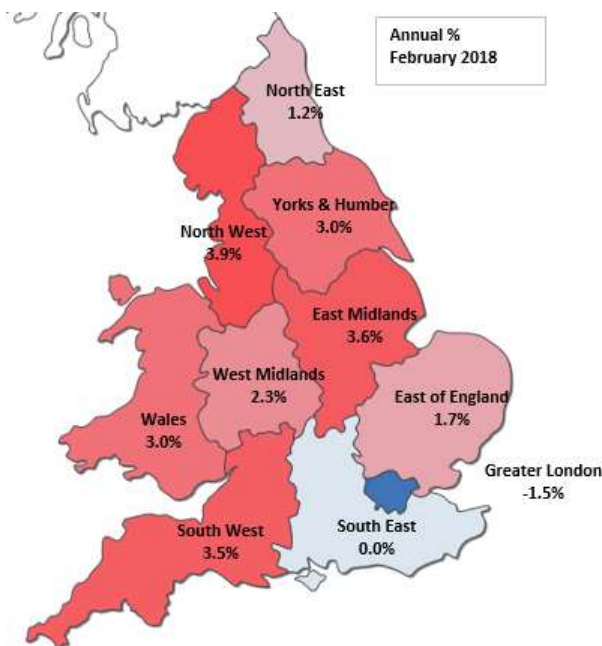 Annual %
February 2018
North East
1.2%
Yorks & Humber
3.0%
North West
3.9%
East Midlands
3.6%
West Midlands
2.3%
East of England
1.7%
Wales
3.0%
Greater London
-1.5%
South West
3.5%
South East
0.0%